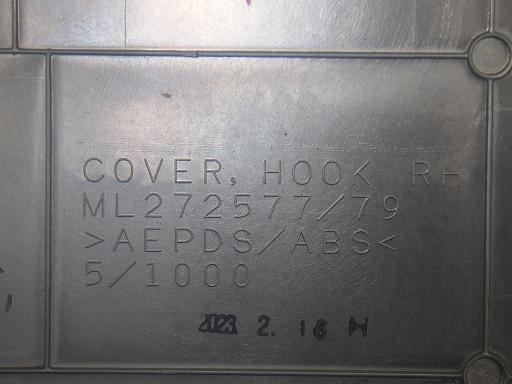 COVER, HOOK RH
ML272577/79
>AEPDS/ABS<
5/1000
2023. 2. 16 N